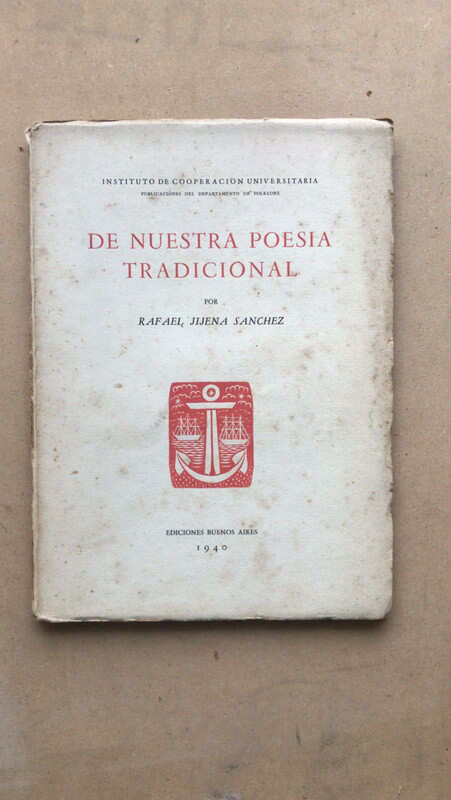 INSTITUTO DE COOPERACION UNIVERSITARIA
PUBLICACIONES DEL DEPARTAMENTO DE FOLKLORE
DE NUESTRA POESIA
TRADICIONAL
POR
RAFAEL JIJENA SANCHEZ
EDICIONES BUENOS AIRES
1940